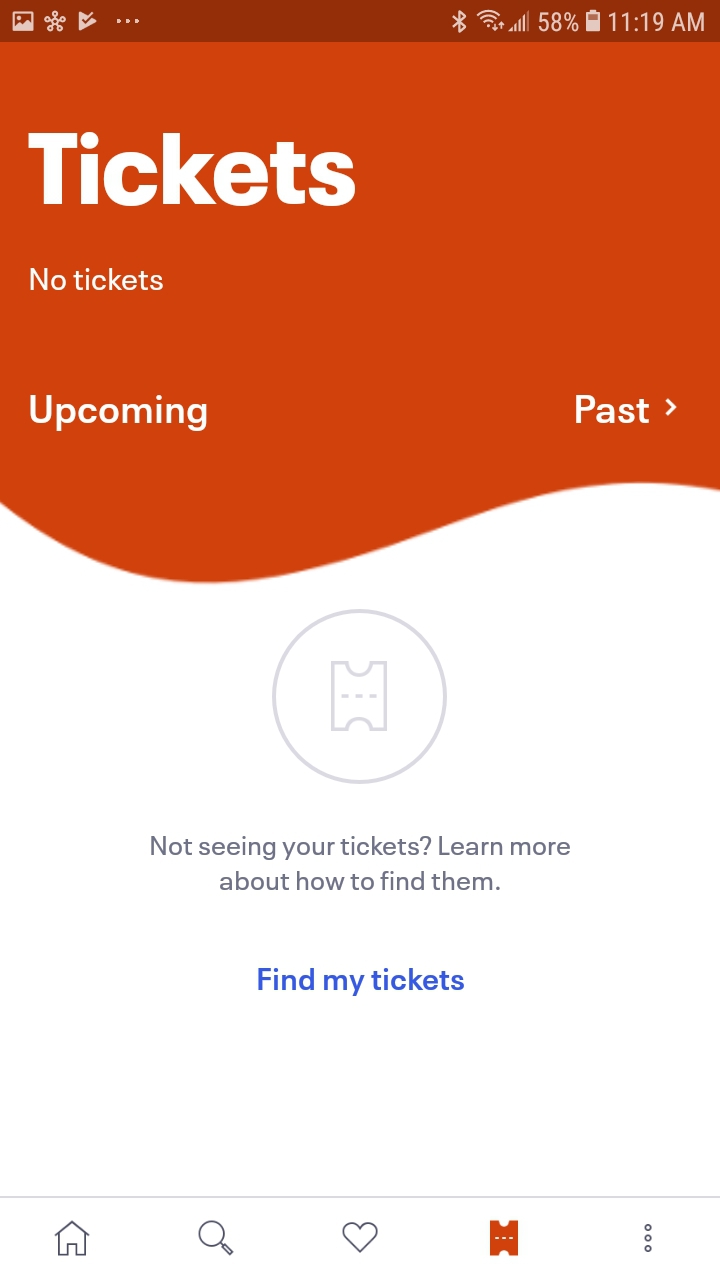 58% 11:19 AM
Tickets
No tickets
Upcoming
Past
Not seeing your tickets? Learn more
about how to find them.
Find my tickets